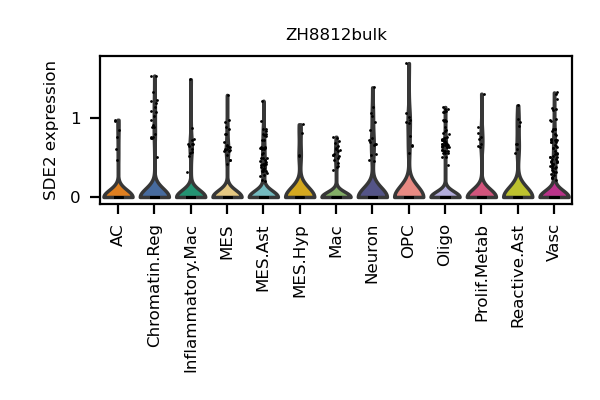 ZH8812bulk
SDE2 expression
1
0
AC
Chromatin.Reg
Inflammatory.Mac
MES
MES.Ast
MES.Hyp
Mac
Neuron
OPC
Oligo
Prolif.Metab
Reactive.Ast
Vasc